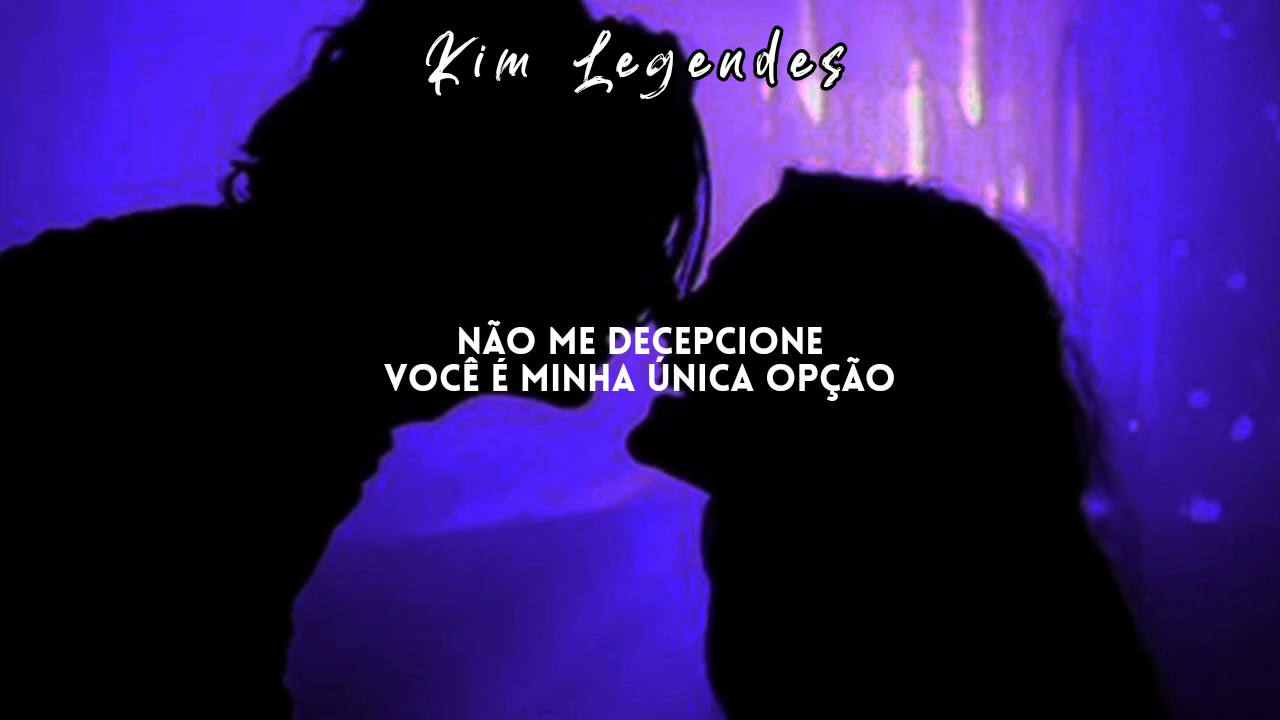 Kim Legendes
NÃO ME DECEPCIONE
VOCÊ É MINHA ÚNICA OPÇÃO